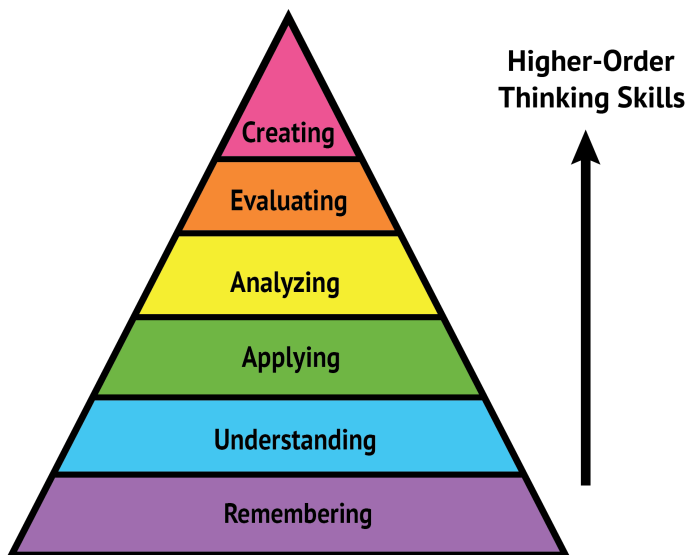 Higher-Order
Thinking Skills
Creating
Evaluating
Analyzing
Applying
Understanding
Remembering